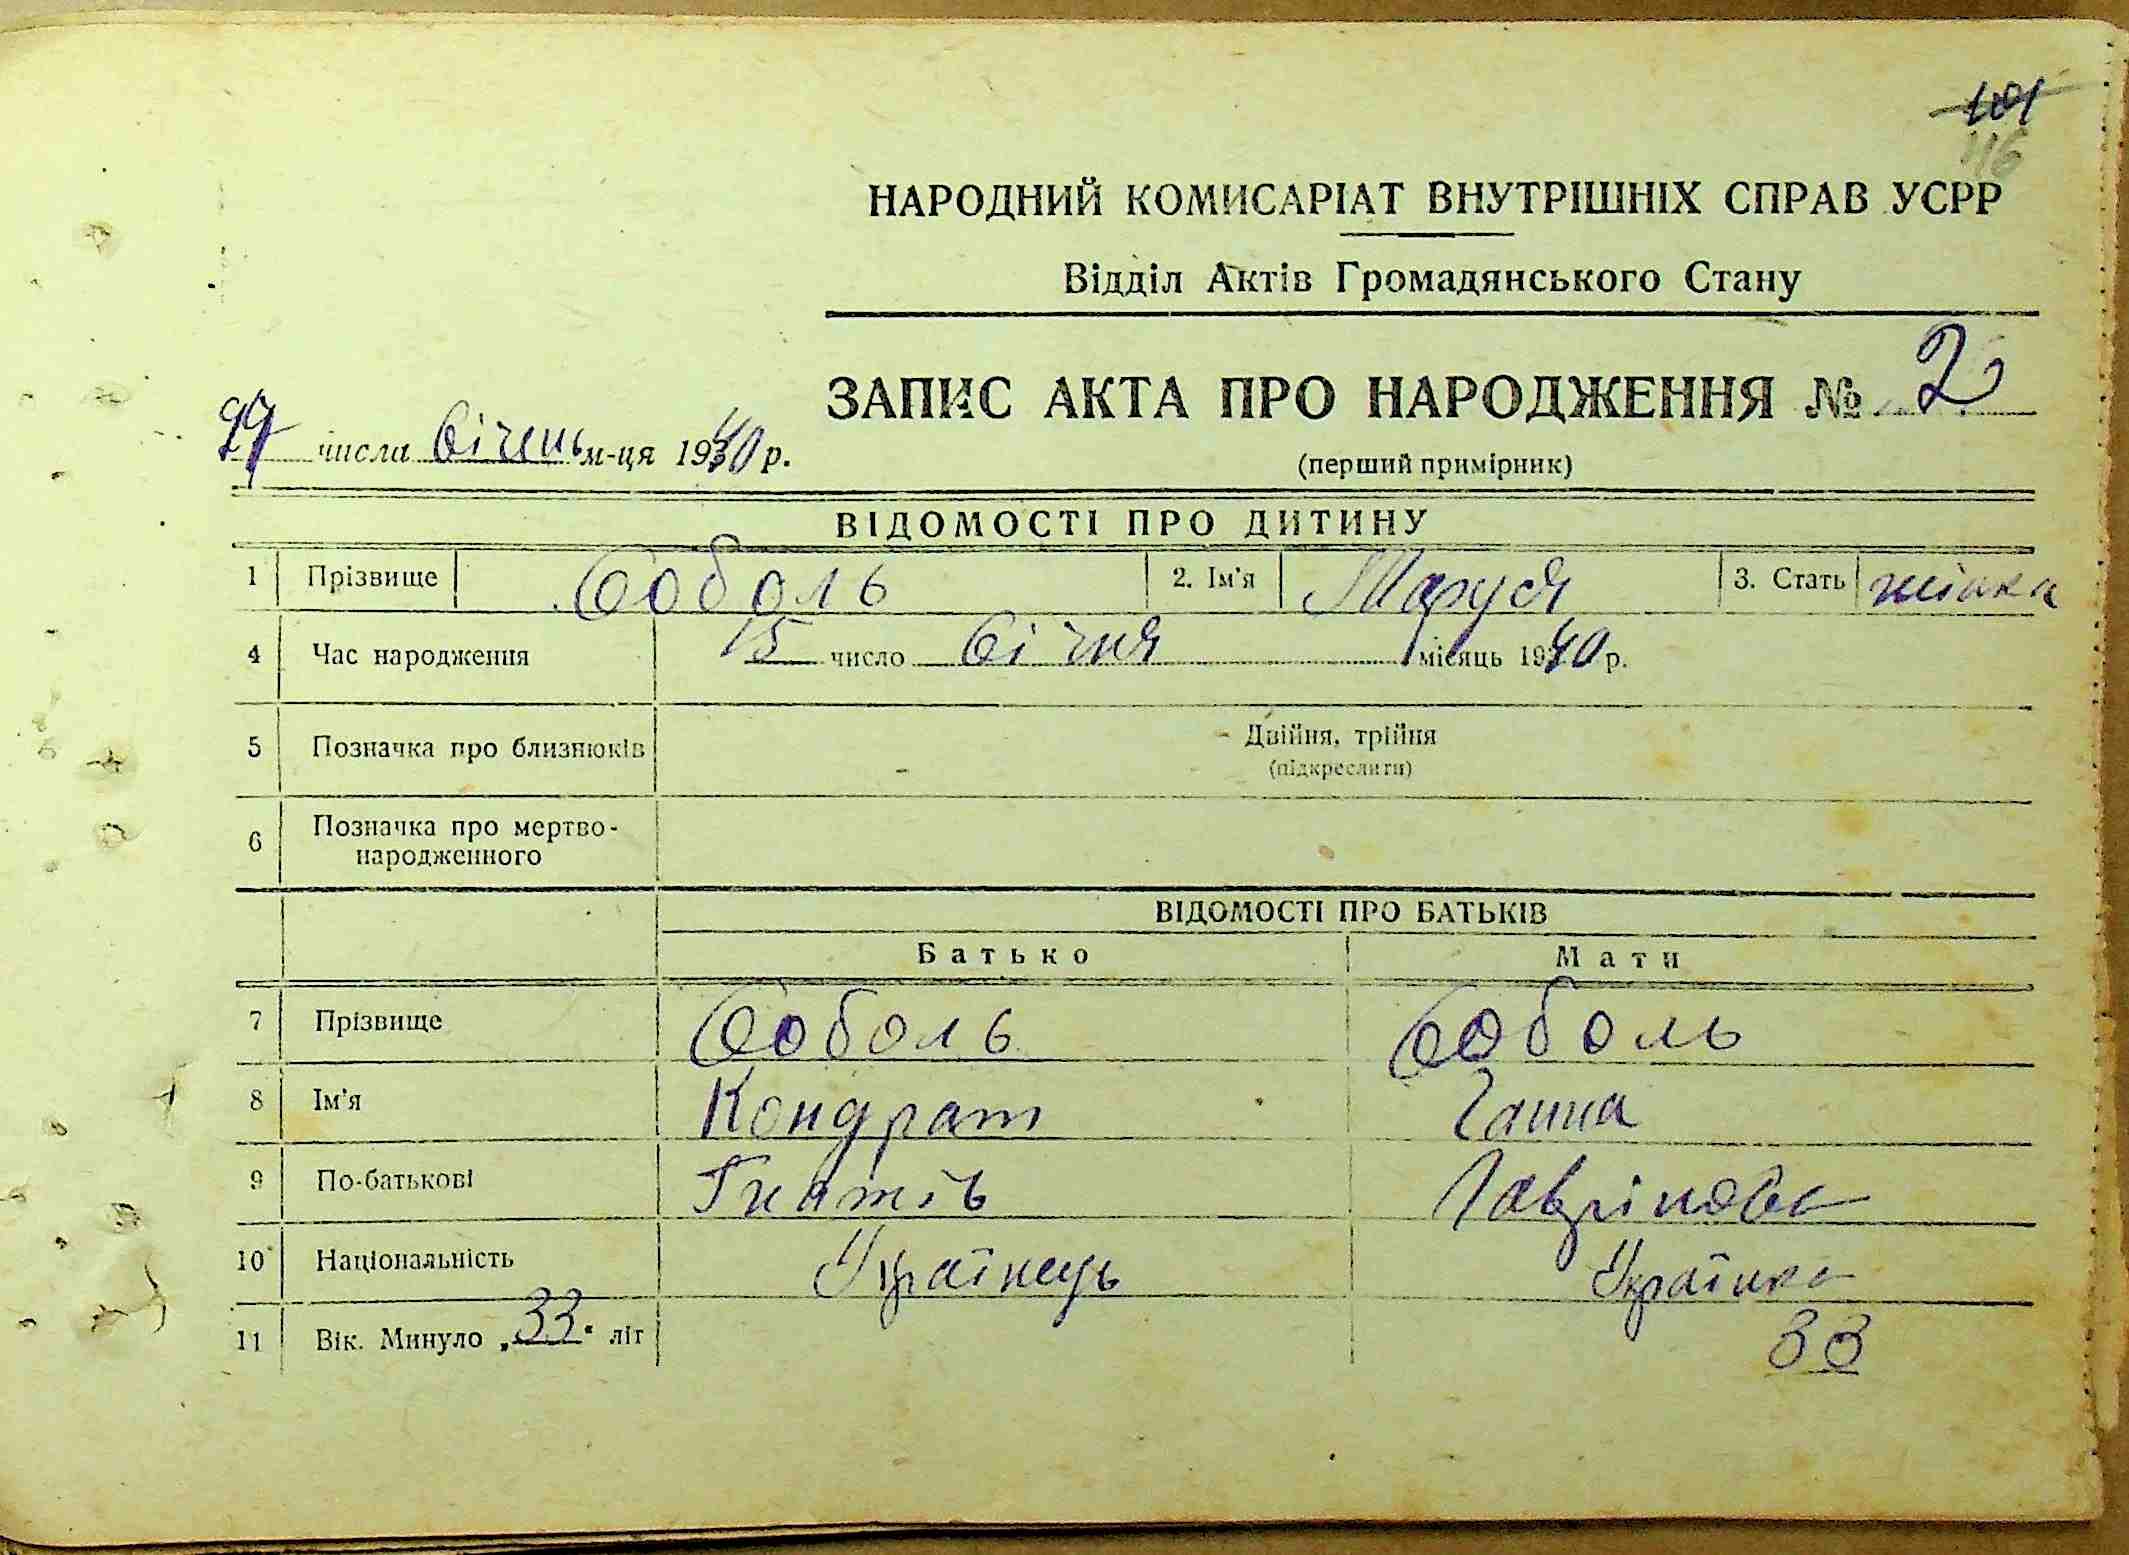 101
116
НАРОДНИЙ КОМИСАРІАТ ВНУТРІШНІХ СПРАВ УСРР
Відділ Актів Громадянського Стану
ЗАПИС АКТА ПРО НАРОДЖЕННЯ № 2
27 числа січень м-ця 1940 р.
(перший примірник)
ВІДОМОСТІ ПРО ДИТИНУ
1 Прізвище Соболь 2. Ім'я Маруся 3. Стать жінка
4 Час народження 15 число січня місяць 1940 р.
5 Позначка про близнюків - Двійня, трійня
(підкреслити)
6 Позначка про мертво-
народженного
ВІДОМОСТІ ПРО БАТЬКІВ
Батько Мати
7 Прізвище Соболь Соболь
8 Ім'я Кондрат Ганна
9 По-батькові Гнатів
10 Національність Українець Українка
11 Вік. Минуло „33“ літ 33